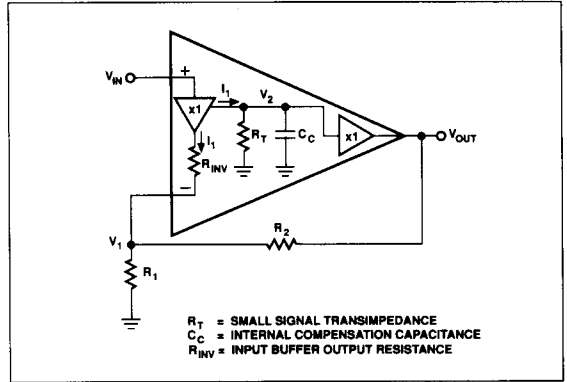 V_IN
+
I_1
V_2
x1
I_1
R_T
C_C
x1
V_OUT
R_INV
−
V_1
R_2
R_1
R_T = SMALL SIGNAL TRANSIMPEDANCE
C_C = INTERNAL COMPENSATION CAPACITANCE
R_INV = INPUT BUFFER OUTPUT RESISTANCE